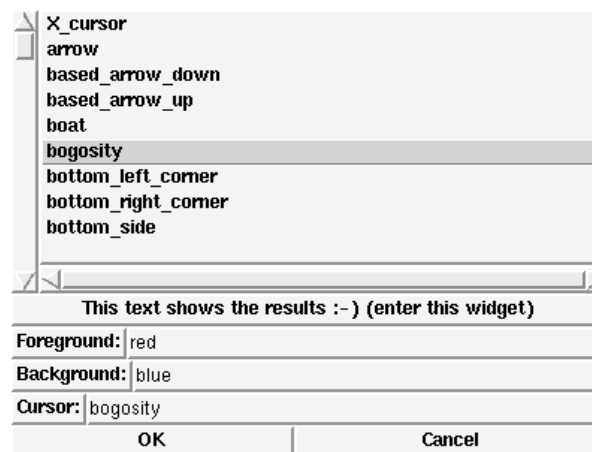 X_cursor
arrow
based_arrow_down
based_arrow_up
boat
bogosity
bottom_left_corner
bottom_right_corner
bottom_side
This text shows the results :-) (enter this widget)
Foreground: red
Background: blue
Cursor: bogosity
OK Cancel